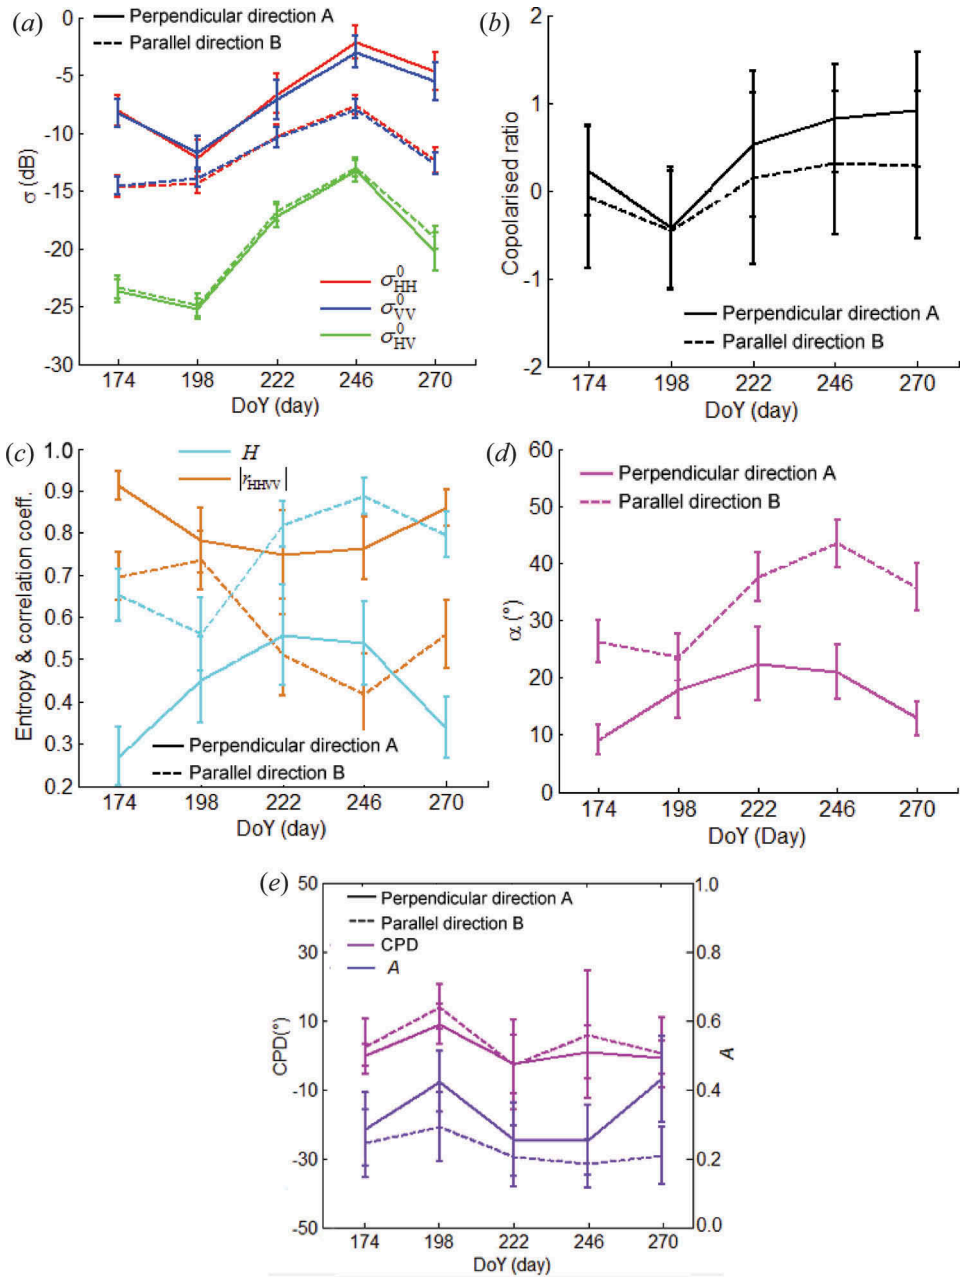 (a)
0
-5
-10
-15
-20
-25
-30
σ (dB)
Perpendicular direction A
Parallel direction B
σ⁰HH
σ⁰VV
σ⁰HV
174 198 222 246 270
DoY (day)
(b)
2
1
0
-1
-2
Copolarised ratio
Perpendicular direction A
Parallel direction B
174 198 222 246 270
DoY (day)
(c)
1.0
0.9
0.8
0.7
0.6
0.5
0.4
0.3
0.2
Entropy & correlation coeff.
H
|γHHVV|
Perpendicular direction A
Parallel direction B
174 198 222 246 270
DoY (day)
(d)
60
50
40
30
20
10
0
α (°)
Perpendicular direction A
Parallel direction B
174 198 222 246 270
DoY (Day)
(e)
50
30
10
-10
-30
-50
CPD(°)
Perpendicular direction A
Parallel direction B
CPD
A
1.0
0.8
0.6
0.4
0.2
0.0
A
174 198 222 246 270
DoY (day)